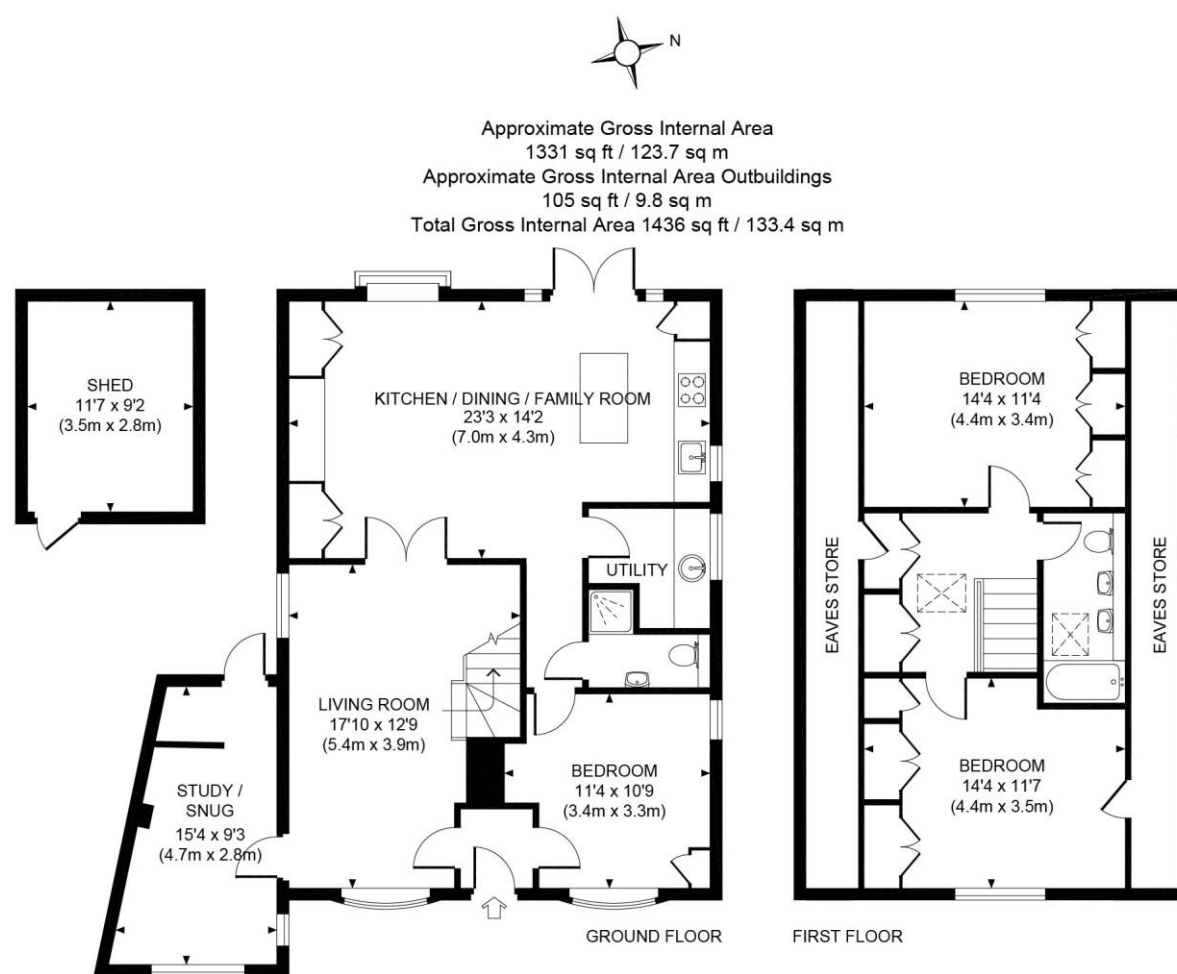 N
Approximate Gross Internal Area
1331 sq ft / 123.7 sq m
Approximate Gross Internal Area Outbuildings
105 sq ft / 9.8 sq m
Total Gross Internal Area 1436 sq ft / 133.4 sq m
SHED
11'7 x 9'2
(3.5m x 2.8m)
KITCHEN / DINING / FAMILY ROOM
23'3 x 14'2
(7.0m x 4.3m)
UTILITY
LIVING ROOM
17'10 x 12'9
(5.4m x 3.9m)
STUDY /
SNUG
15'4 x 9'3
(4.7m x 2.8m)
BEDROOM
11'4 x 10'9
(3.4m x 3.3m)
GROUND FLOOR
BEDROOM
14'4 x 11'4
(4.4m x 3.4m)
EAVES STORE
EAVES STORE
BEDROOM
14'4 x 11'7
(4.4m x 3.5m)
FIRST FLOOR